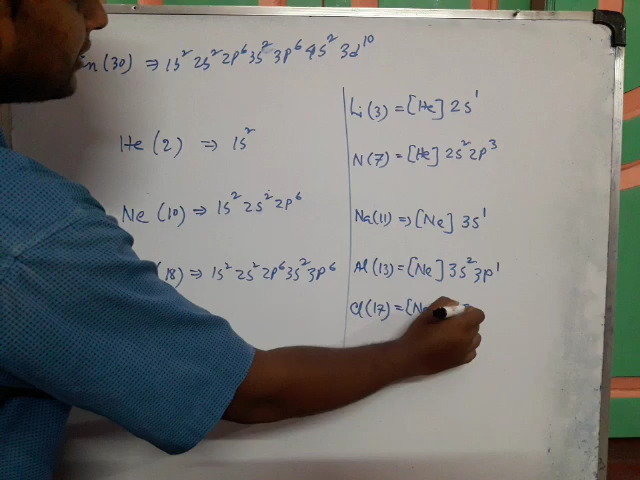 n(30) ⇒ 1s² 2s² 2p⁶ 3s² 3p⁶ 4s² 3d¹⁰
He (2) ⇒ 1s²
Ne (10) ⇒ 1s² 2s² 2p⁶
(18) ⇒ 1s² 2s² 2p⁶ 3s² 3p⁶
Li(3) = [He] 2s¹
N(7) = [He] 2s² 2p³
Na(11) ⇒ [Ne] 3s¹
Al(13) = [Ne] 3s² 3p¹
Cl(17) = [Ne